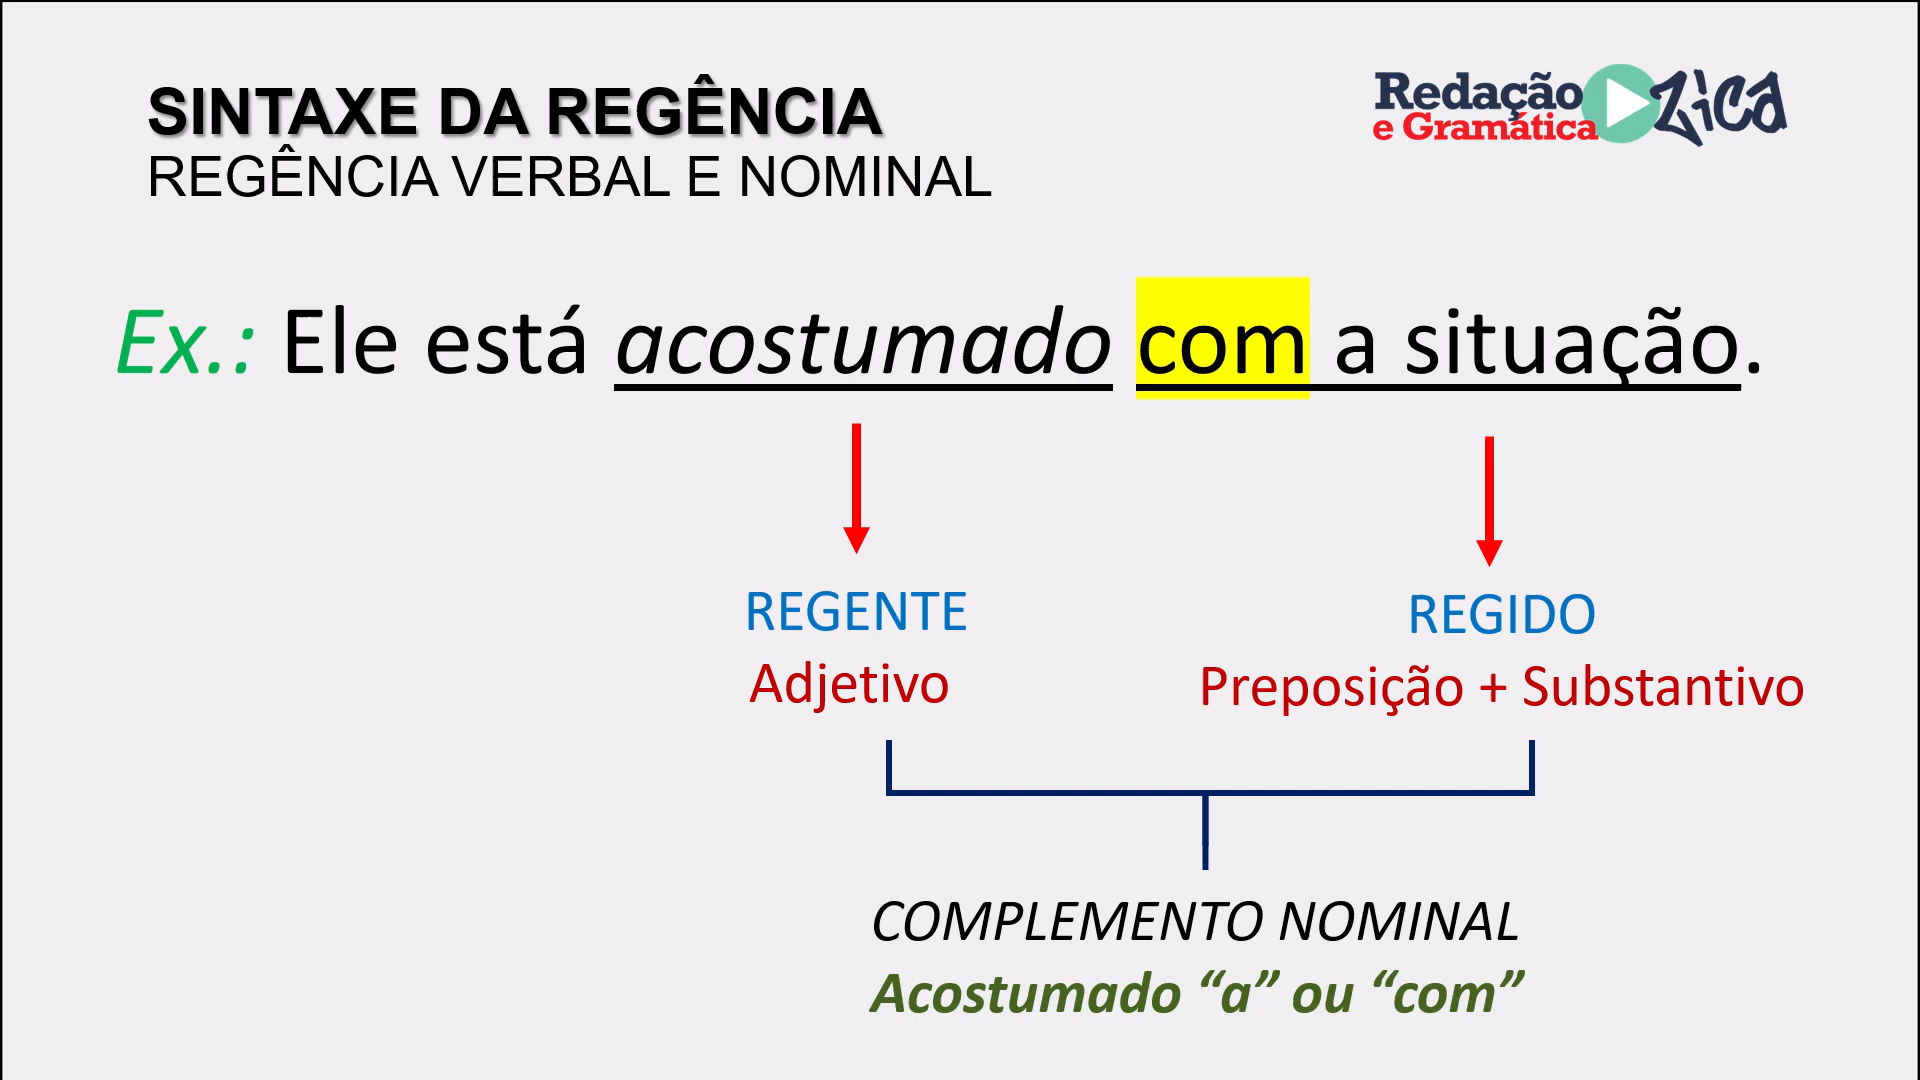 SINTAXE DA REGÊNCIA
REGÊNCIA VERBAL E NOMINAL
Redação
e Gramática
Zica
Ex.: Ele está acostumado com a situação.
REGENTE
Adjetivo
REGIDO
Preposição + Substantivo
COMPLEMENTO NOMINAL
Acostumado “a” ou “com”